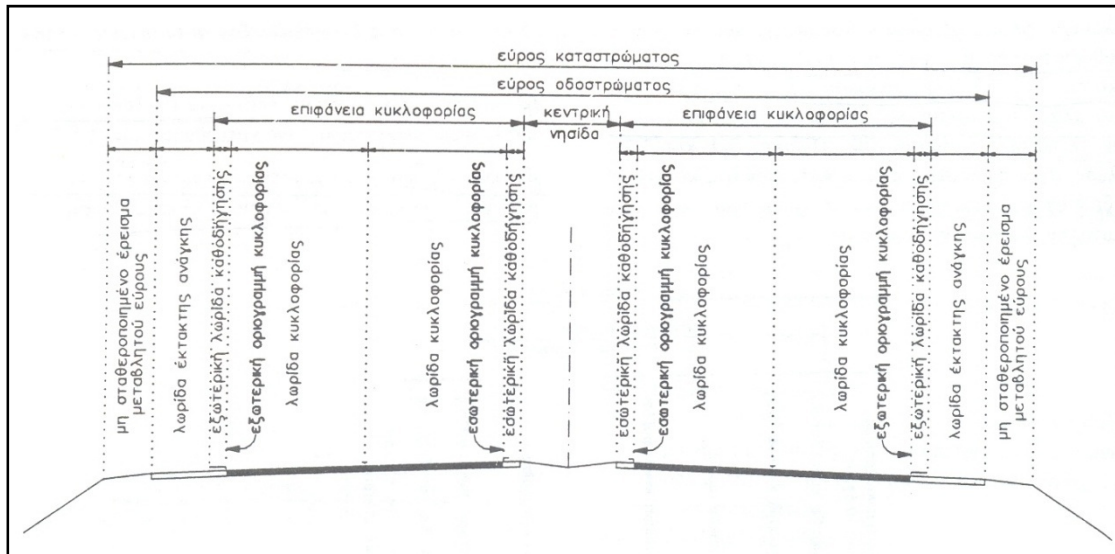 εύρος καταστρώματος
εύρος οδοστρώματος
επιφάνεια κυκλοφορίας
κεντρική
νησίδα
επιφάνεια κυκλοφορίας
μη σταθεροποιημένο έρεισμα
μεταβλητού εύρους
λωρίδα έκτακτης ανάγκης
εξωτερική λωρίδα καθοδήγησης
εξωτερική οριογραμμή κυκλοφορίας
λωρίδα κυκλοφορίας
λωρίδα κυκλοφορίας
εσωτερική οριογραμμή κυκλοφορίας
εσωτερική λωρίδα καθοδήγησης
εσωτερική λωρίδα καθοδήγησης
εσωτερική οριογραμμή κυκλοφορίας
λωρίδα κυκλοφορίας
λωρίδα κυκλοφορίας
εξωτερική οριογραμμή κυκλοφορίας
εξωτερική λωρίδα καθοδήγησης
λωρίδα έκτακτης ανάγκης
μη σταθεροποιημένο έρεισμα
μεταβλητού εύρους